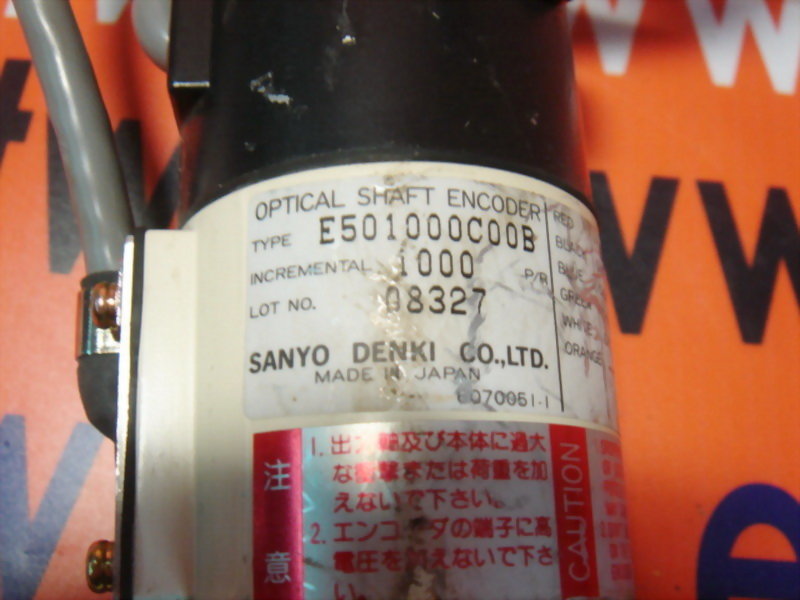 OPTICAL SHAFT ENCODER
TYPE E501000C00B
INCREMENTAL 1000 P/R
LOT NO. 08327
SANYO DENKI CO.,LTD.
MADE IN JAPAN
6070051-1
RED
BLACK
BLUE
GREEN
WHITE
ORANGE
注意
1. 出力軸及び本体に過大
な衝撃または荷重を加
えないで下さい。
2. エンコーダの端子に高
電圧を加えないで下さ
い。
CAUTION